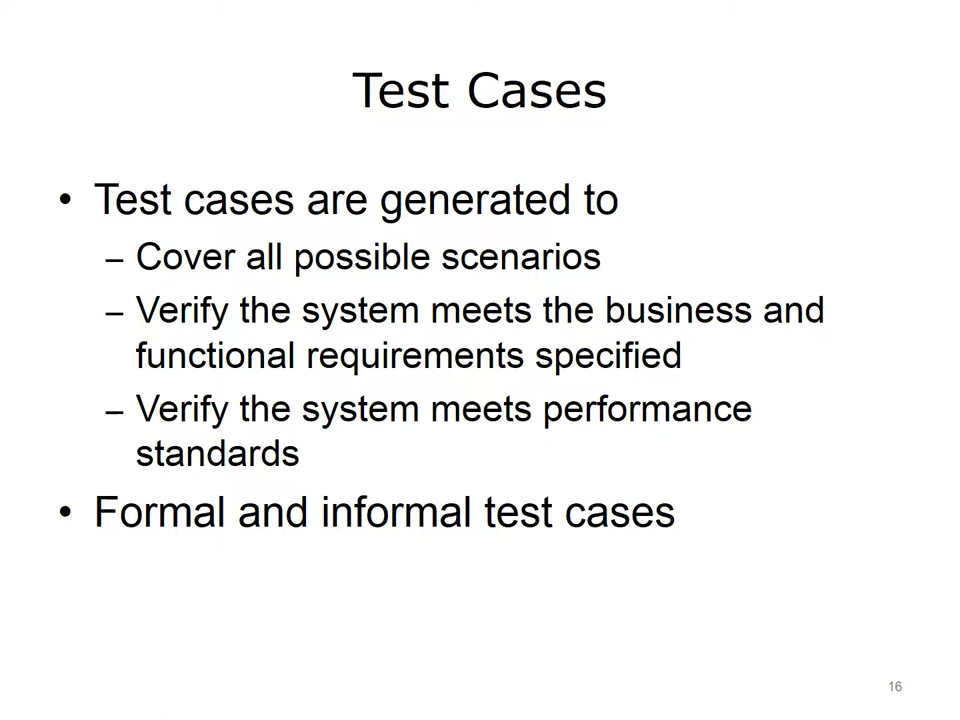 Test Cases
• Test cases are generated to
– Cover all possible scenarios
– Verify the system meets the business and
functional requirements specified
– Verify the system meets performance
standards
• Formal and informal test cases
16